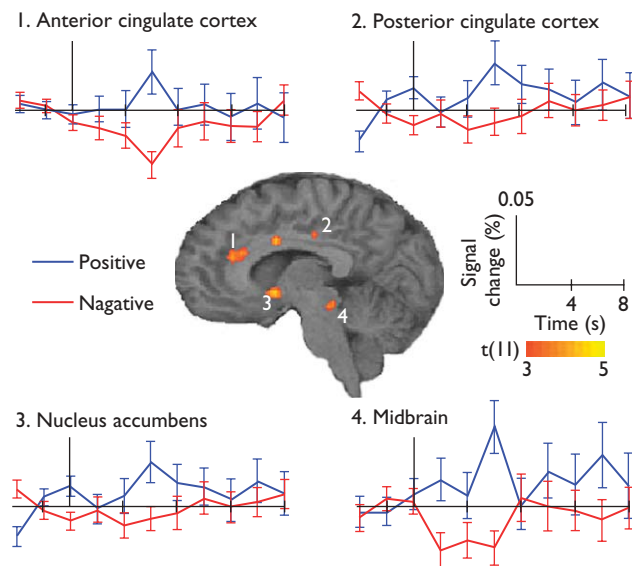 1. Anterior cingulate cortex
2. Posterior cingulate cortex
1
2
3
4
Positive
Nagative
0.05
Signal
change (%)
4
8
Time (s)
t(11)
3
5
3. Nucleus accumbens
4. Midbrain